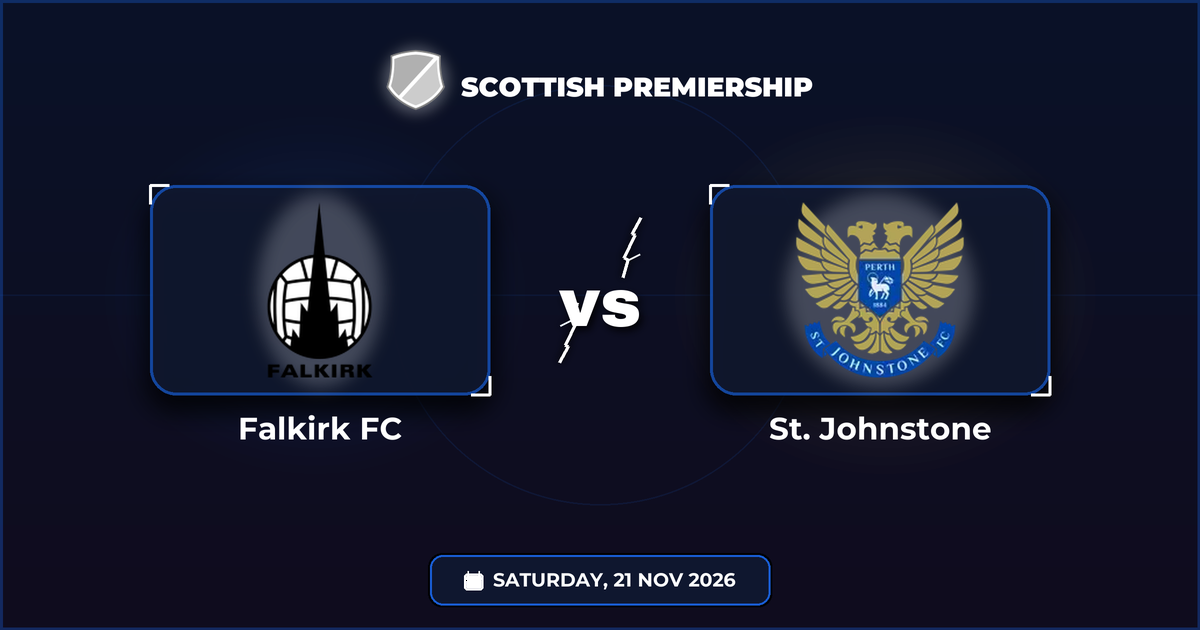 SCOTTISH PREMIERSHIP
FALKIRK
VS
PERTH
1884
ST JOHNSTONE FC
Falkirk FC
St. Johnstone
SATURDAY, 21 NOV 2026